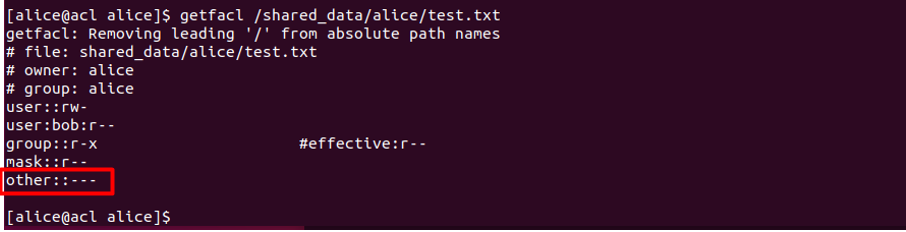 [alice@acl alice]$ getfacl /shared_data/alice/test.txt
getfacl: Removing leading '/' from absolute path names
# file: shared_data/alice/test.txt
# owner: alice
# group: alice
user::rw-
user:bob:r--
group::r-x                      #effective:r--
mask::r--
other::---
[alice@acl alice]$